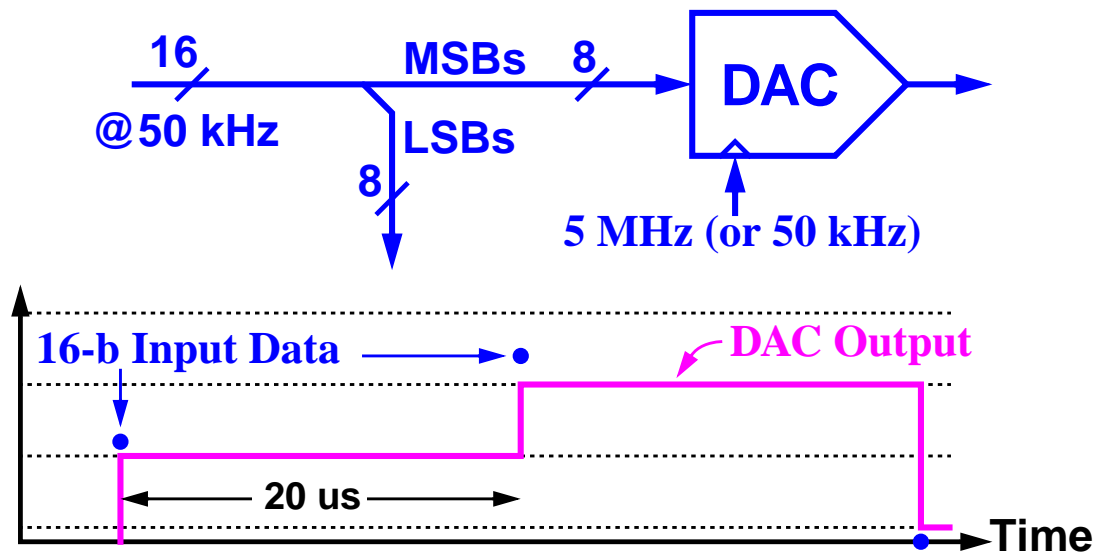 16
MSBs
8
DAC
@50 kHz
LSBs
8
5 MHz (or 50 kHz)
16-b Input Data
DAC Output
20 us
Time